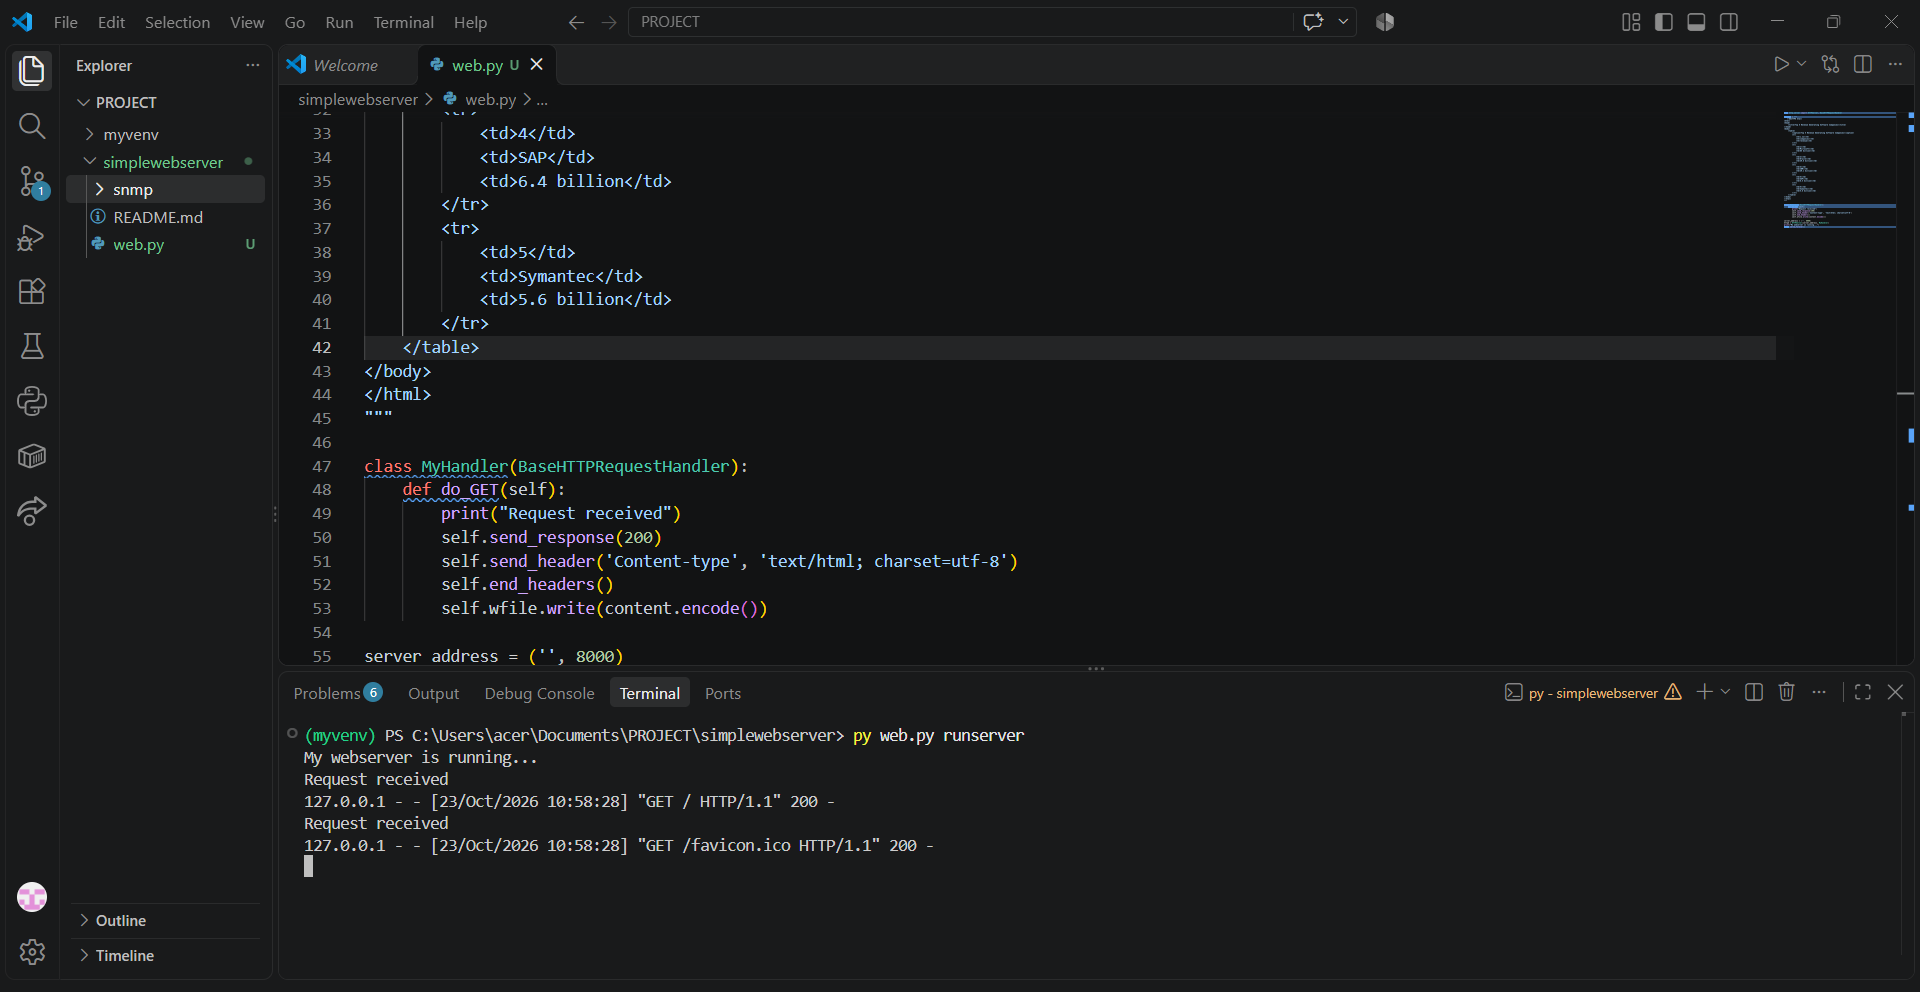 File Edit Selection View Go Run Terminal Help
PROJECT
Explorer
PROJECT
myvenv
simplewebserver
snmp
README.md
web.py U
Outline
Timeline
1
Welcome
web.py U
simplewebserver > web.py > ...
32 <tr>
33 <td>4</td>
34 <td>SAP</td>
35 <td>6.4 billion</td>
36 </tr>
37 <tr>
38 <td>5</td>
39 <td>Symantec</td>
40 <td>5.6 billion</td>
41 </tr>
42 </table>
43 </body>
44 </html>
45 """
46
47 class MyHandler(BaseHTTPRequestHandler):
48 def do_GET(self):
49 print("Request received")
50 self.send_response(200)
51 self.send_header('Content-type', 'text/html; charset=utf-8')
52 self.end_headers()
53 self.wfile.write(content.encode())
54
55 server_address = ('', 8000)
Problems 6 Output Debug Console Terminal Ports
py - simplewebserver
(myvenv) PS C:\Users\acer\Documents\PROJECT\simplewebserver> py web.py runserver
My webserver is running...
Request received
127.0.0.1 - - [23/Oct/2026 10:58:28] "GET / HTTP/1.1" 200 -
Request received
127.0.0.1 - - [23/Oct/2026 10:58:28] "GET /favicon.ico HTTP/1.1" 200 -